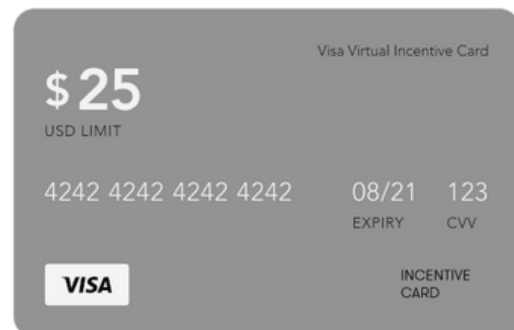 Visa Virtual Incentive Card
$25
USD LIMIT
4242 4242 4242 4242 08/21 123
EXPIRY CVV
VISA
INCENTIVE
CARD